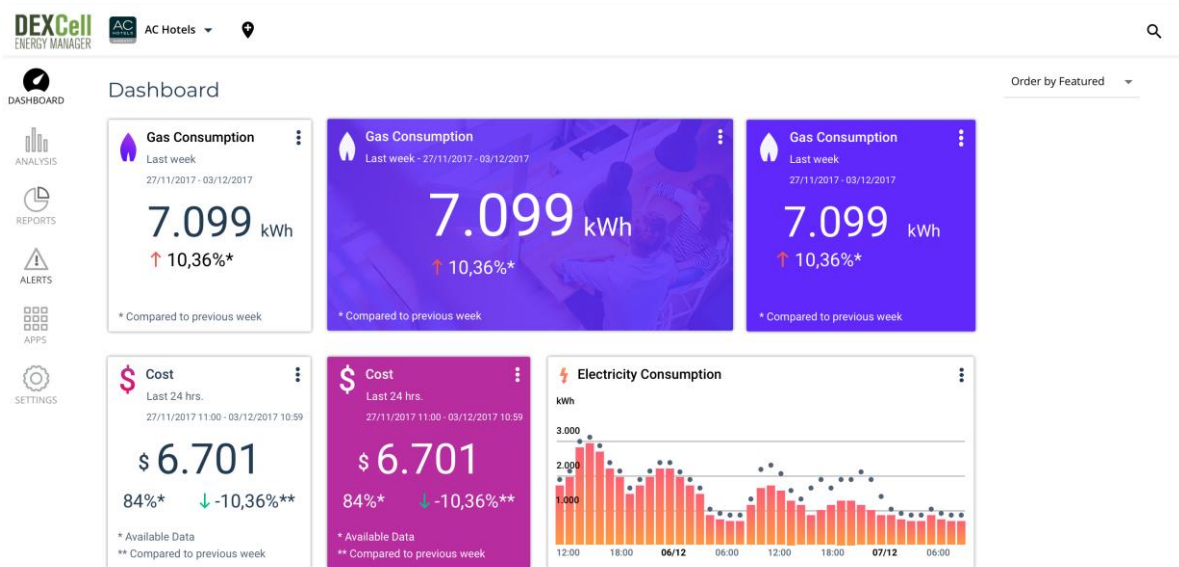 DEXCell
ENERGY MANAGER
AC
HOTELS
AC Hotels
DASHBOARD
ANALYSIS
REPORTS
ALERTS
APPS
SETTINGS
Dashboard
Order by Featured
Gas Consumption
Last week
27/11/2017 - 03/12/2017
7.099 kWh
↑ 10,36%*
* Compared to previous week
Gas Consumption
Last week - 27/11/2017 - 03/12/2017
7.099 kWh
↑ 10,36%*
* Compared to previous week
Gas Consumption
Last week
27/11/2017 - 03/12/2017
7.099 kWh
↑ 10,36%*
* Compared to previous week
$ Cost
Last 24 hrs.
27/11/2017 11:00 - 03/12/2017 10:59
$ 6.701
84%* ↓ -10,36%**
* Available Data
** Compared to previous week
$ Cost
Last 24 hrs.
27/11/2017 11:00 - 03/12/2017 10:59
$ 6.701
84%* ↓ -10,36%**
* Available Data
** Compared to previous week
Electricity Consumption
kWh
3.000
2.000
1.000
12:00 18:00 06/12 06:00 12:00 18:00 07/12 06:00